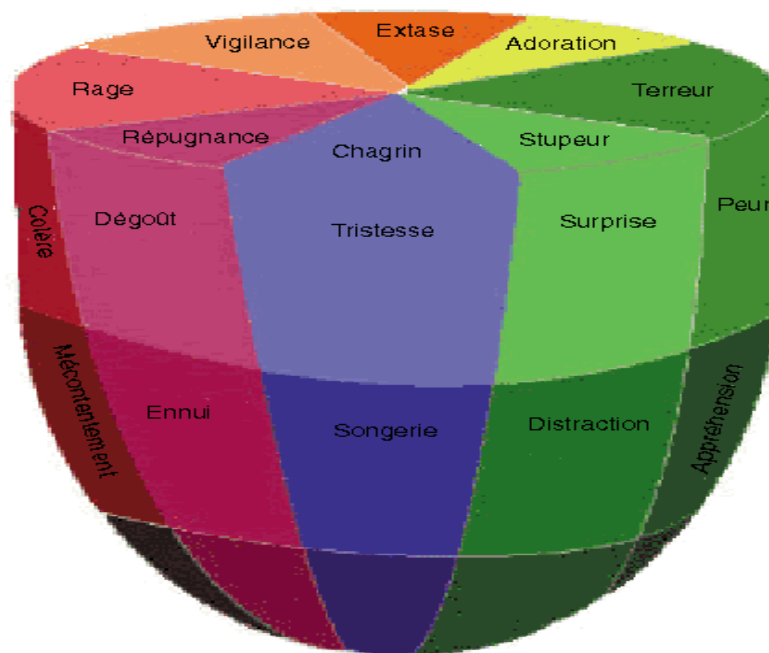 Extase
Vigilance
Adoration
Rage
Terreur
Répugnance
Chagrin
Stupeur
Colère
Dégoût
Tristesse
Surprise
Peur
Mécontentement
Ennui
Songerie
Distraction
Appréhension